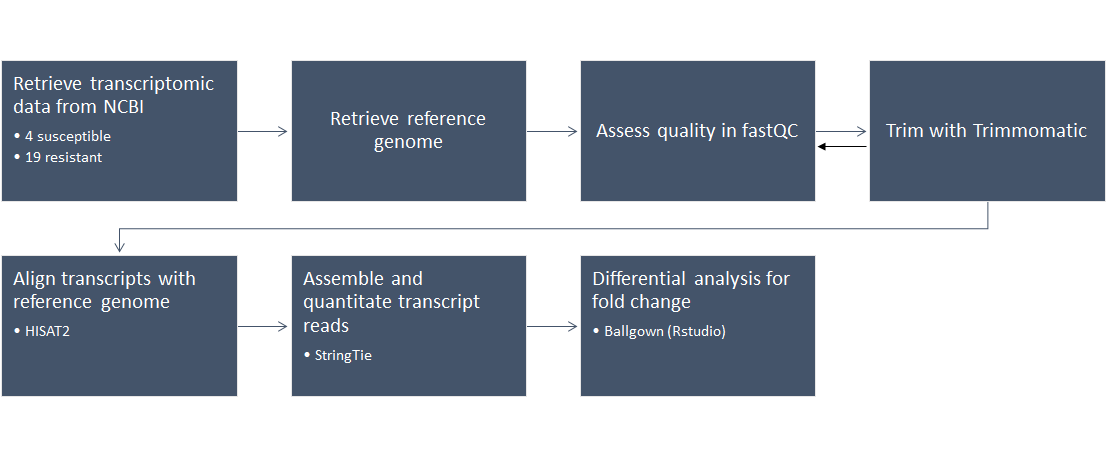 Retrieve transcriptomic
data from NCBI
• 4 susceptible
• 19 resistant
Retrieve reference
genome
Assess quality in fastQC
Trim with Trimmomatic
Align transcripts with
reference genome
• HISAT2
Assemble and
quantitate transcript
reads
• StringTie
Differential analysis for
fold change
• Ballgown (Rstudio)